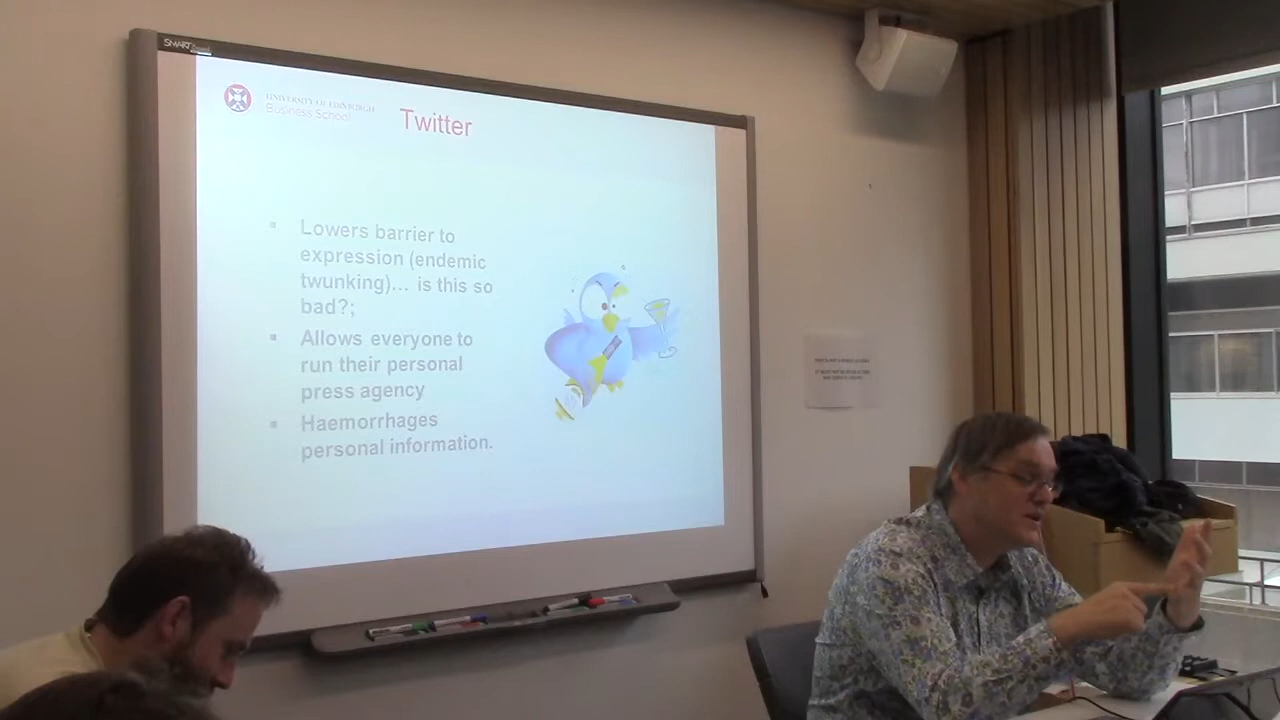 SMART
UNIVERSITY OF EDINBURGH
Business School
Twitter
Lowers barrier to
expression (endemic
twunking)... is this so
bad?;
Allows everyone to
run their personal
press agency
Haemorrhages
personal information.